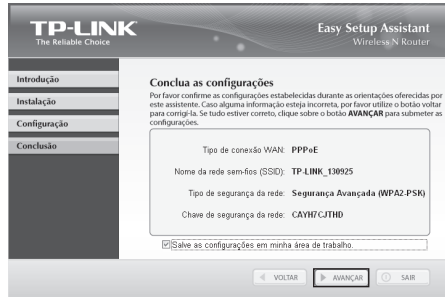 TP-LINK
The Reliable Choice
Easy Setup Assistant
Wireless N Router
Introdução
Instalação
Configuração
Conclusão
Conclua as configurações
Por favor confirme as configurações estabelecidas durante as orientações oferecidas por
este assistente. Caso alguma informação esteja incorreta, por favor utilize o botão voltar
para corrigí-la. Se tudo estiver correto, clique sobre o botão AVANÇAR para submeter as
configurações.
Tipo de conexão WAN: PPPoE
Nome da rede sem-fios (SSID): TP-LINK_130925
Tipo de segurança da rede: Segurança Avançada (WPA2-PSK)
Chave de segurança da rede: CAYH7CJTHD
Salve as configurações em minha área de trabalho.
VOLTAR
AVANÇAR
SAIR